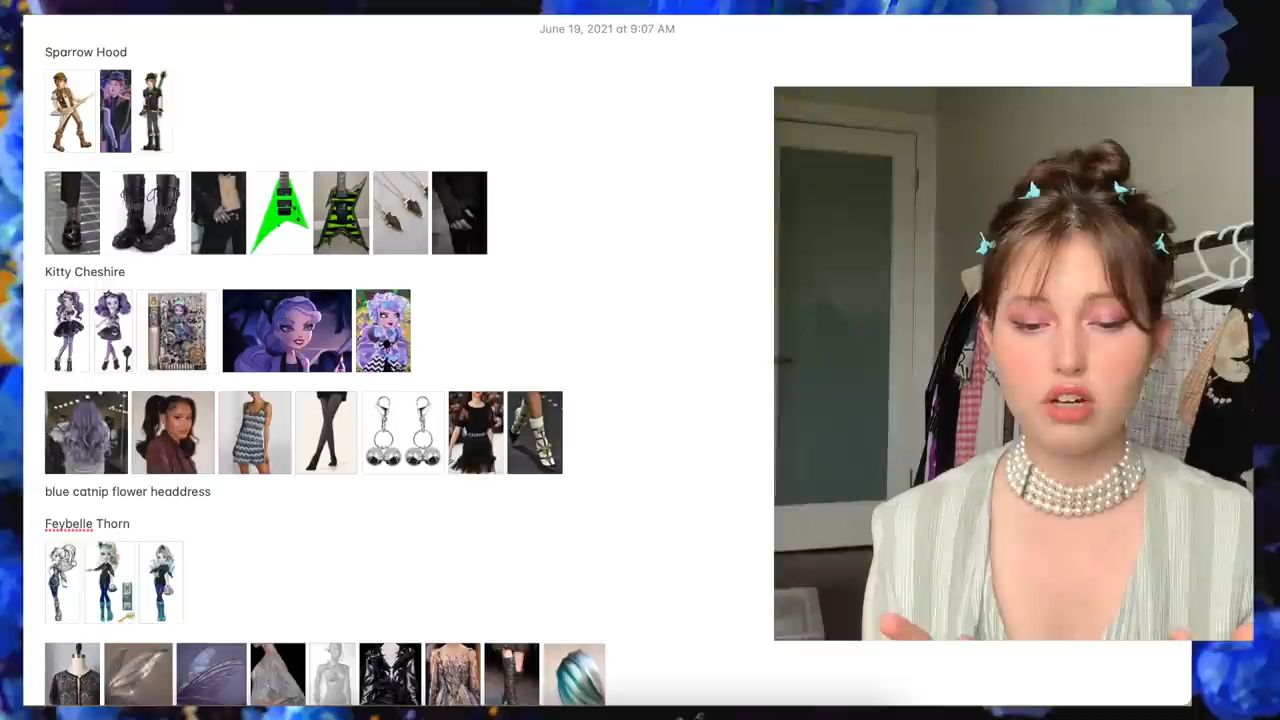 June 19, 2021 at 9:07 AM
Sparrow Hood
Kitty Cheshire
blue catnip flower headdress
Feybelle Thorn